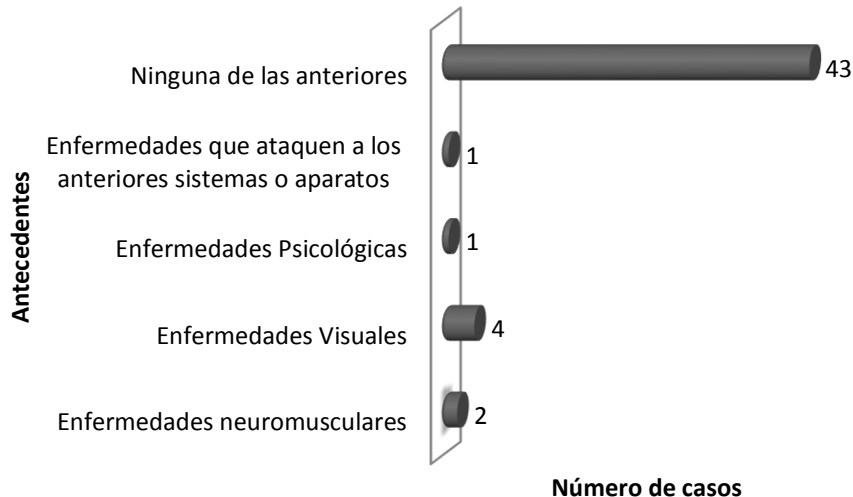 Ninguna de las anteriores
43
Enfermedades que ataquen a los
anteriores sistemas o aparatos
1
Enfermedades Psicológicas
1
Enfermedades Visuales
4
Enfermedades neuromusculares
2
Antecedentes
Número de casos